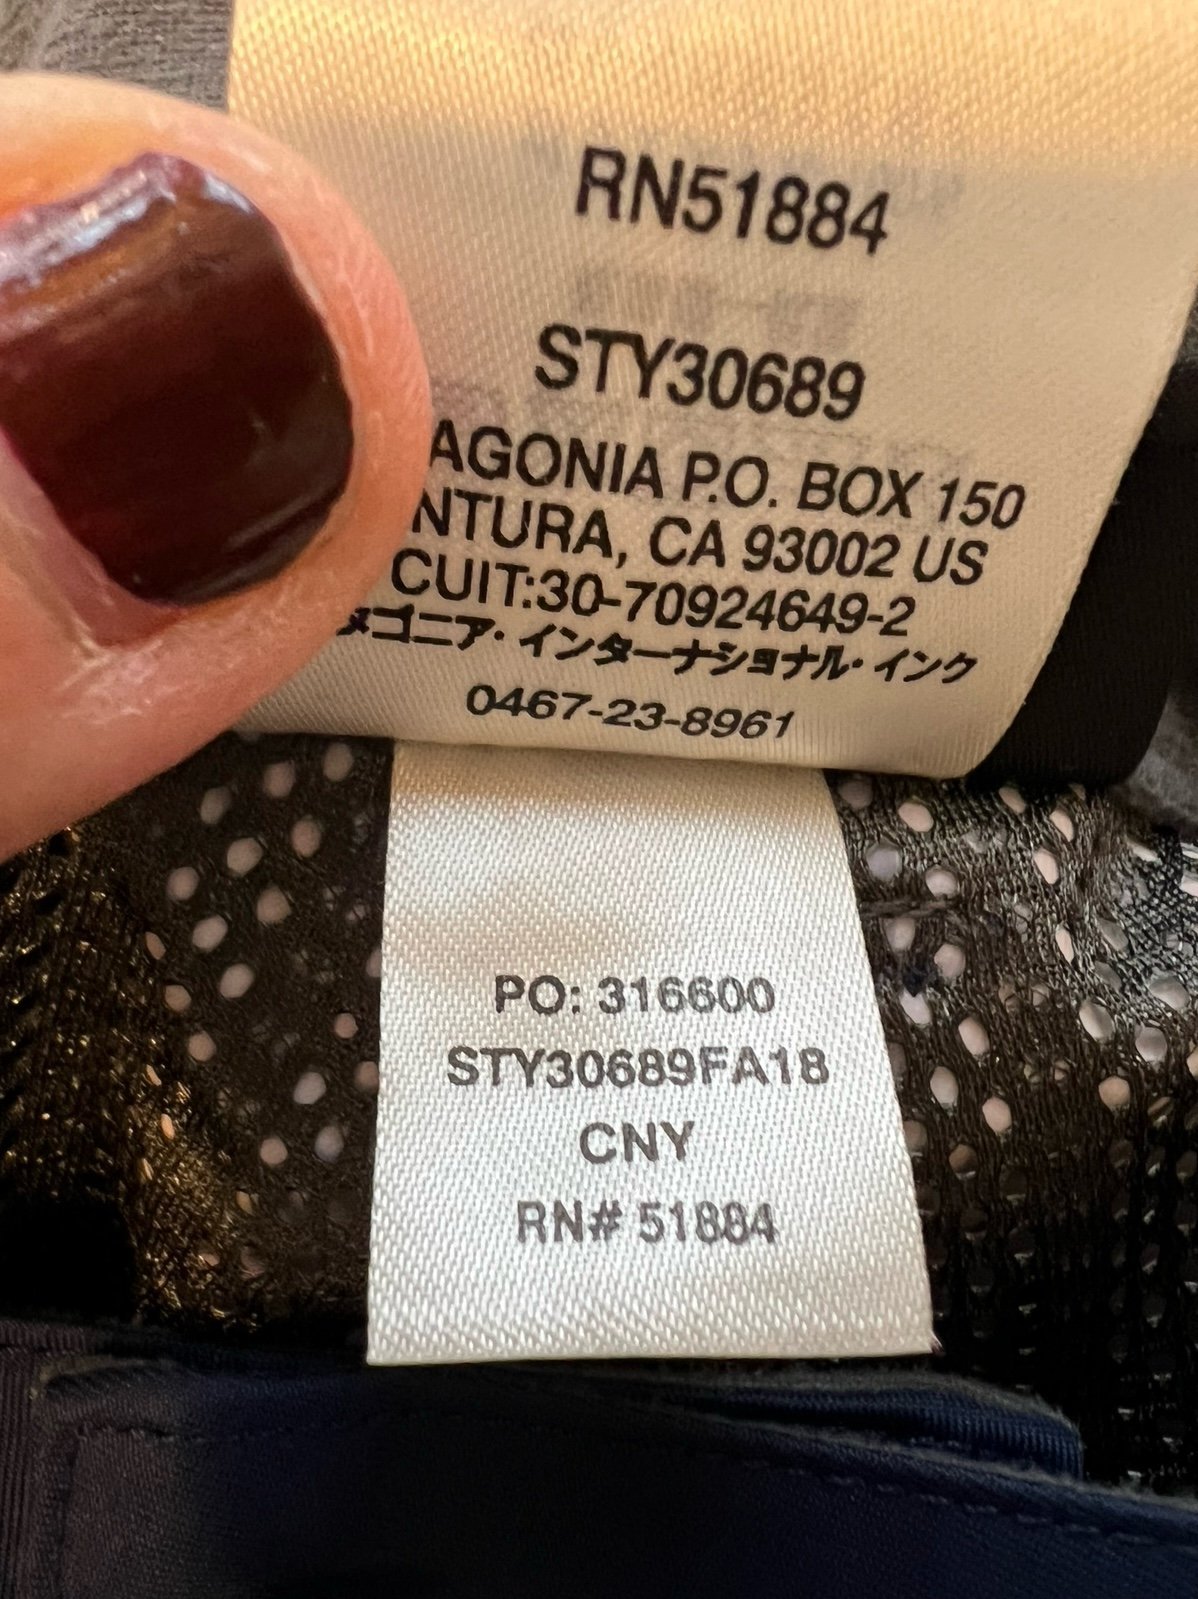 RN51884
STY30689
AGONIA P.O. BOX 150
NTURA, CA 93002 US
CUIT:30-70924649-2
タゴニア・インターナショナル・インク
0467-23-8961
PO: 316600
STY30689FA18
CNY
RN# 51884